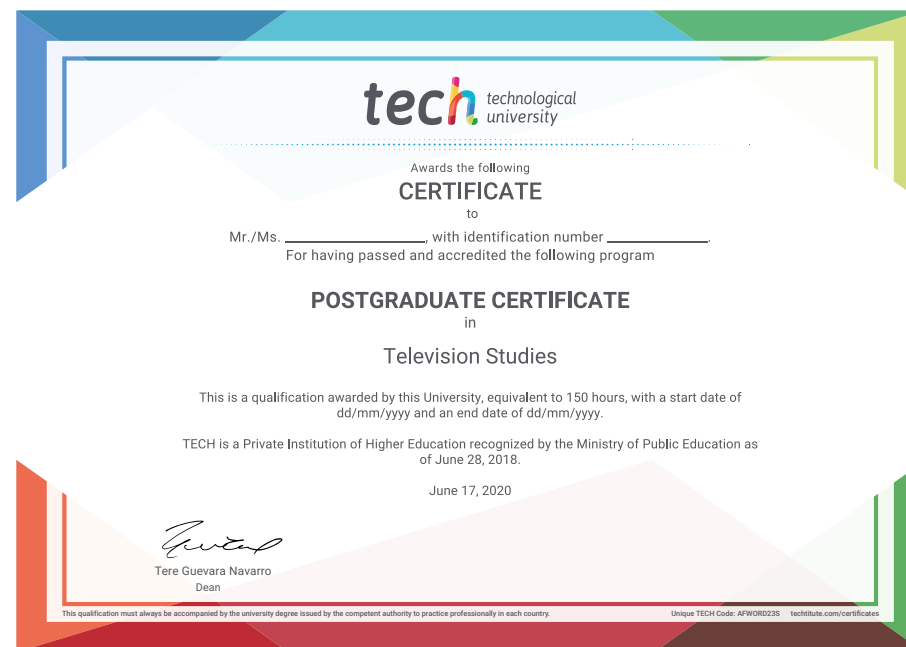 tech technological
university
Awards the following
CERTIFICATE
to
Mr./Ms. ____________________, with identification number ______________.
For having passed and accredited the following program
POSTGRADUATE CERTIFICATE
in
Television Studies
This is a qualification awarded by this University, equivalent to 150 hours, with a start date of
dd/mm/yyyy and an end date of dd/mm/yyyy.
TECH is a Private Institution of Higher Education recognized by the Ministry of Public Education as
of June 28, 2018.
June 17, 2020
Tere Guevara Navarro
Dean
This qualification must always be accompanied by the university degree issued by the competent authority to practice professionally in each country. Unique TECH Code: AFWORD23S techtitute.com/certificates